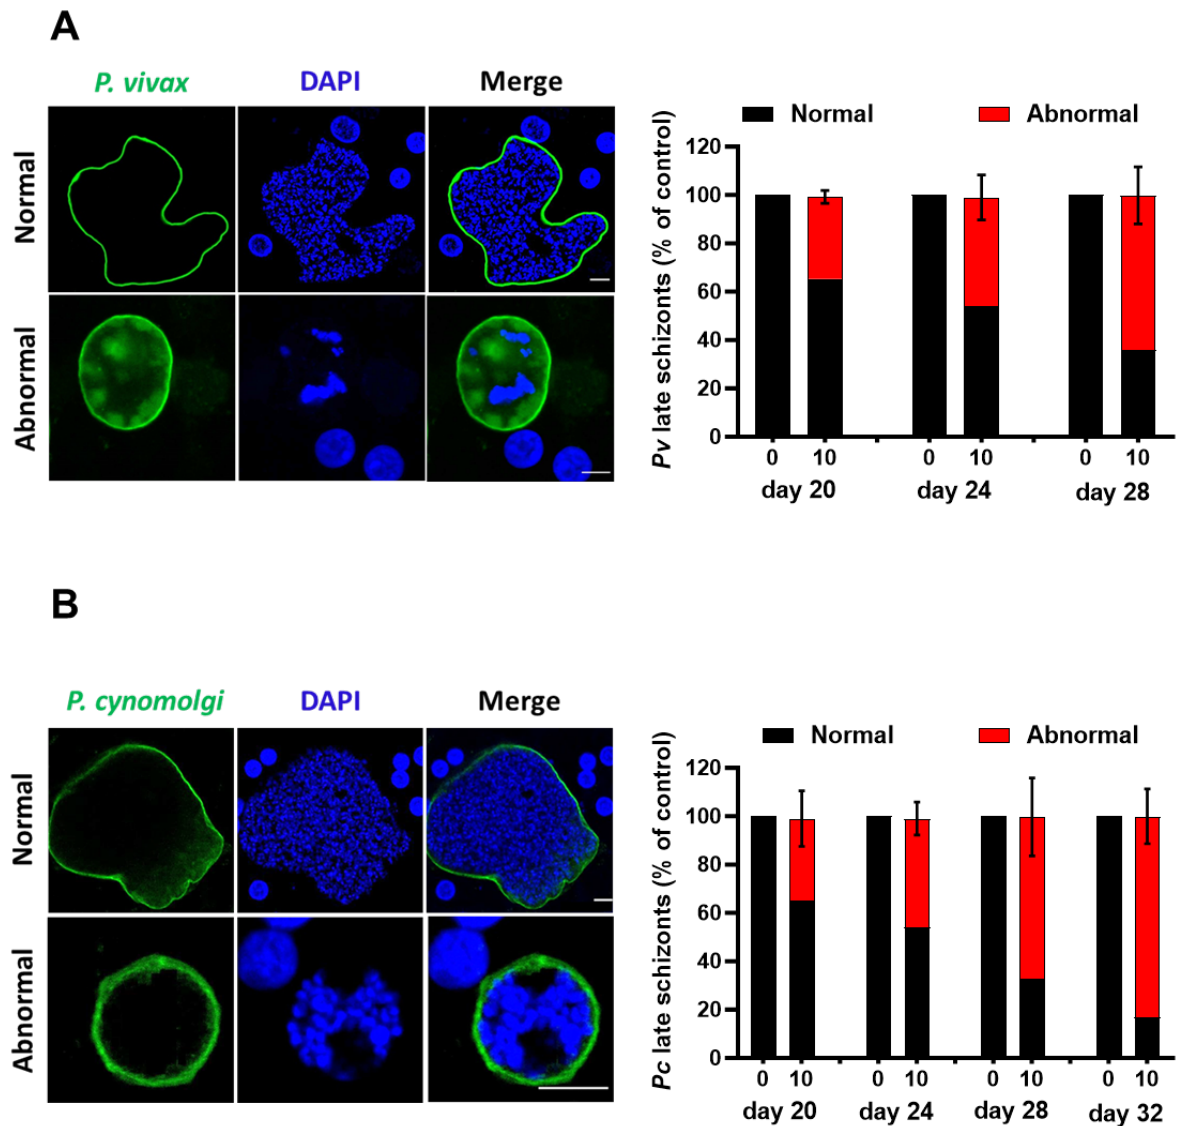 A
P. vivax DAPI Merge
Normal
Abnormal
Normal Abnormal
Pv late schizonts (% of control)
120
100
80
60
40
20
0
0 10 0 10 0 10
day 20 day 24 day 28
B
P. cynomolgi DAPI Merge
Normal
Abnormal
Normal Abnormal
Pc late schizonts (% of control)
120
100
80
60
40
20
0
0 10 0 10 0 10 0 10
day 20 day 24 day 28 day 32